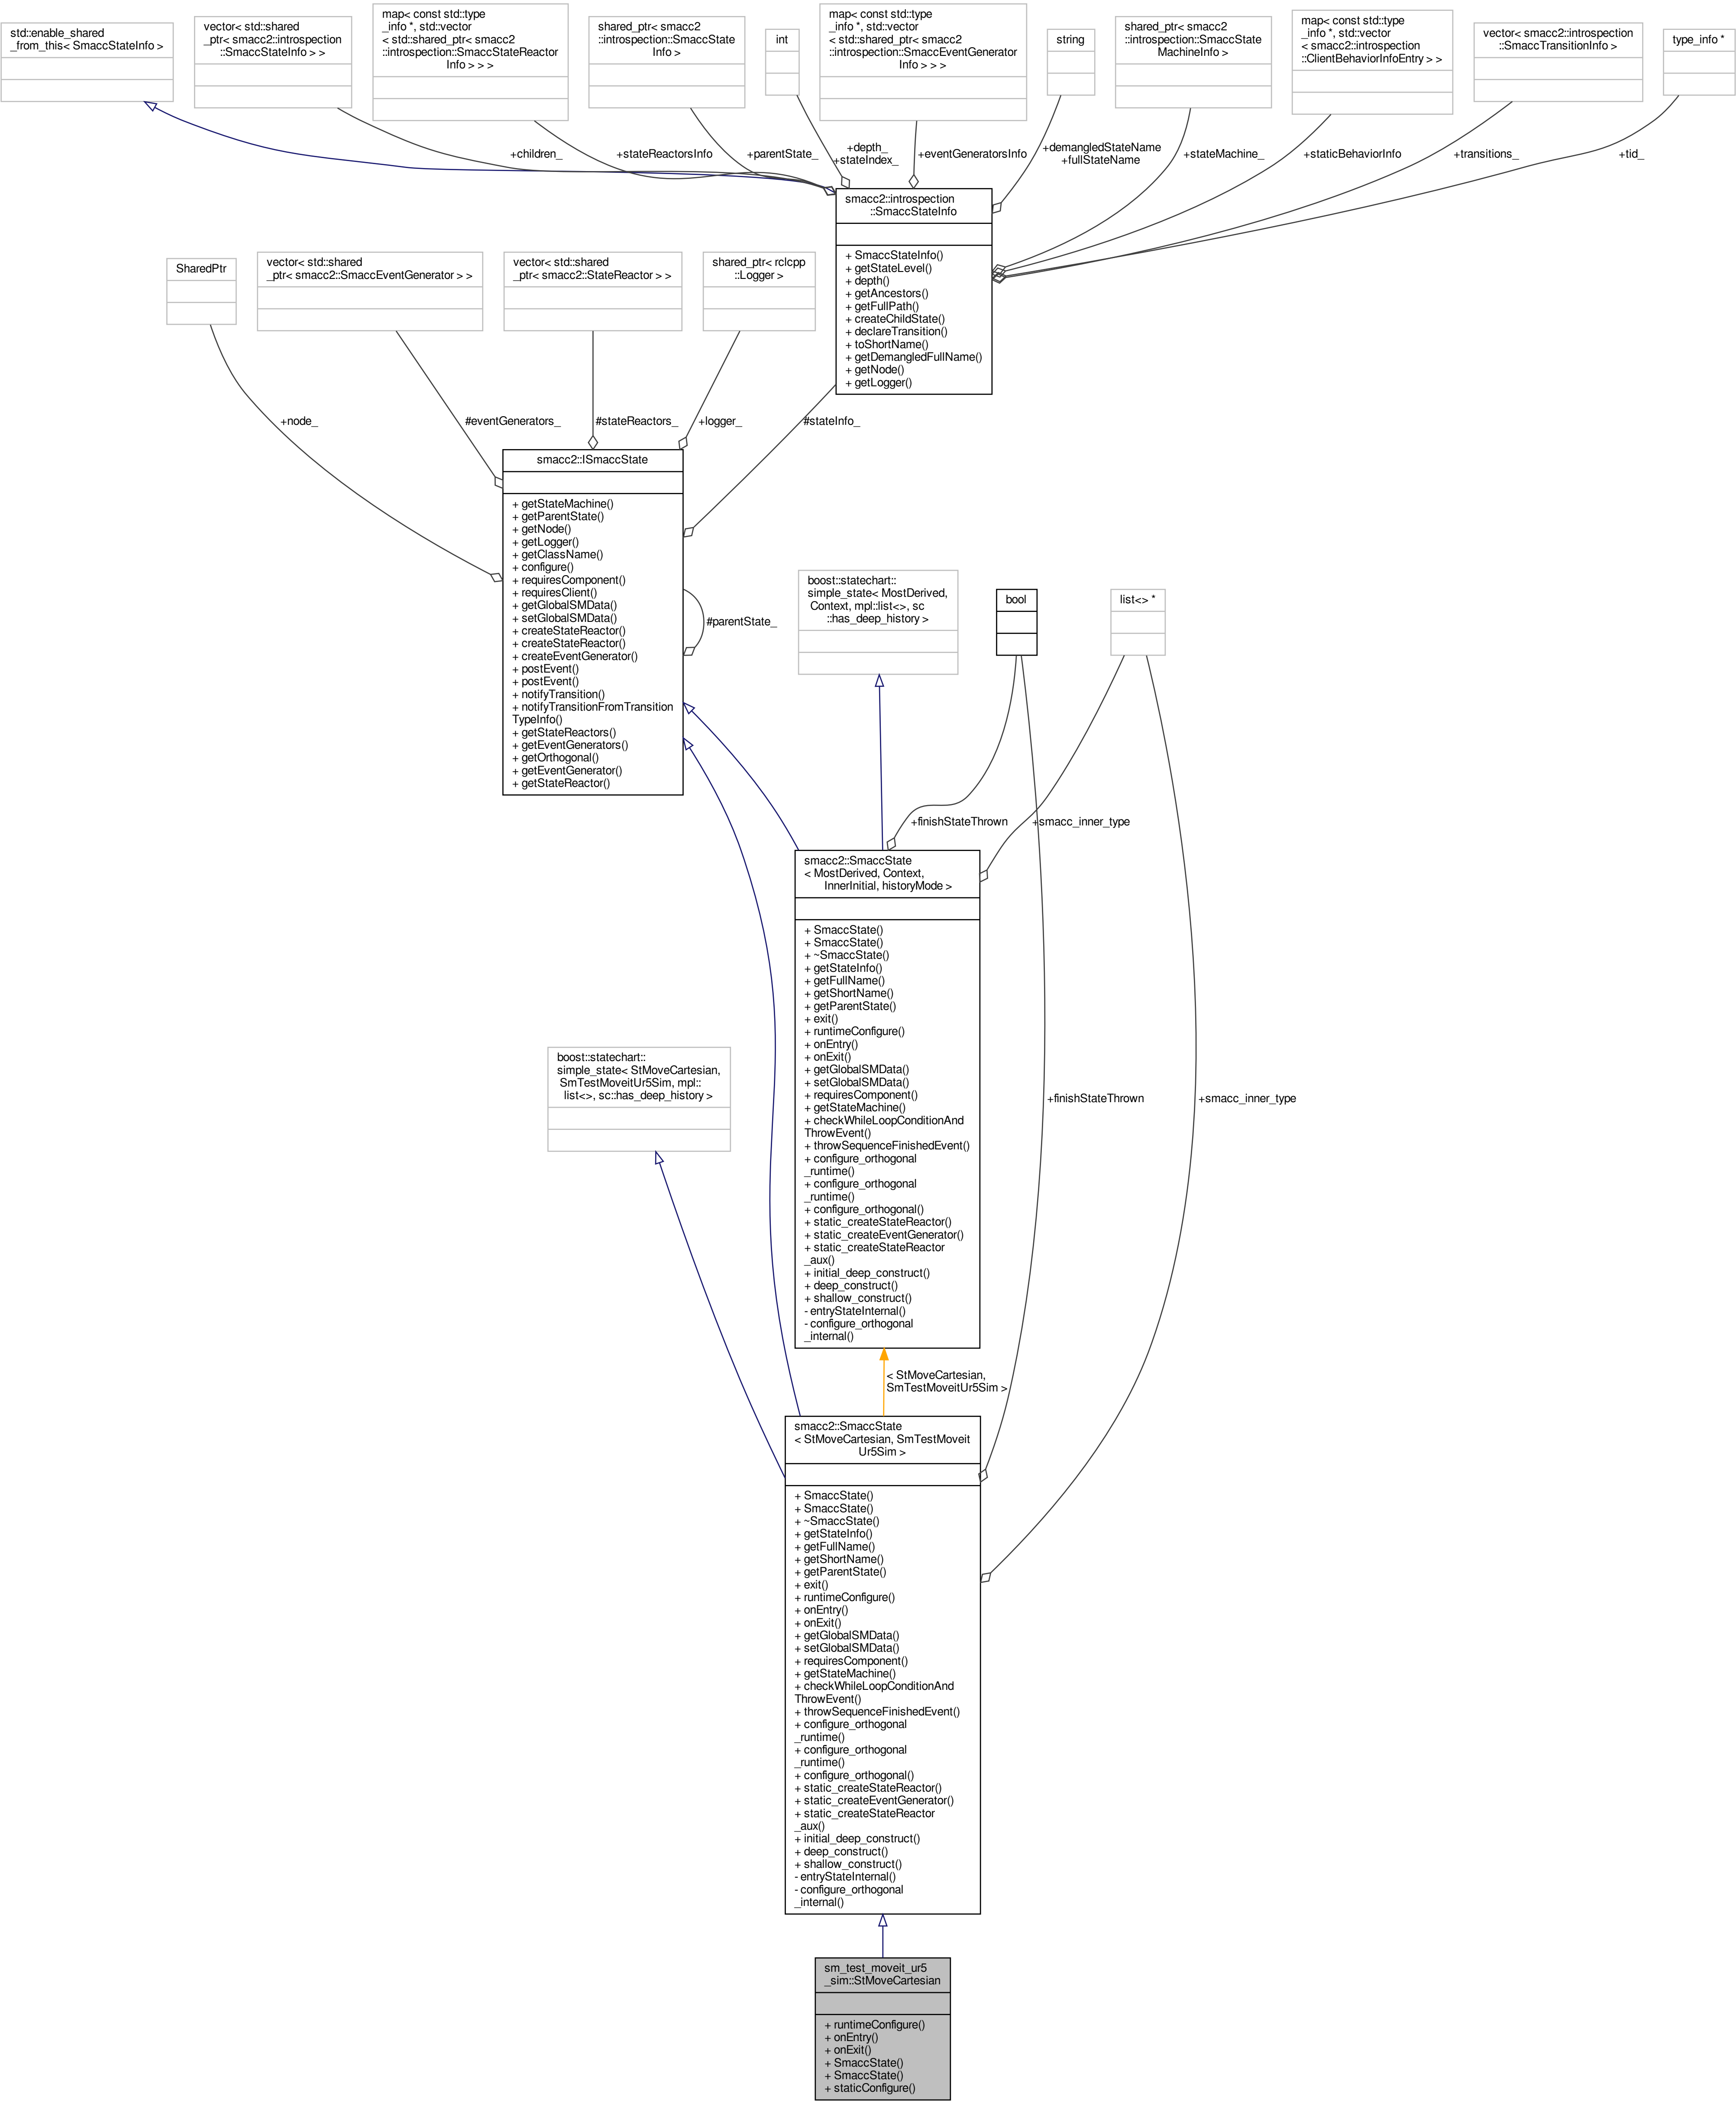 std::enable_shared
_from_this< SmaccStateInfo >
vector< std::shared
_ptr< smacc2::introspection
::SmaccStateInfo > >
map< const std::type
_info *, std::vector
< std::shared_ptr< smacc2
::introspection::SmaccStateReactor
Info > > >
shared_ptr< smacc2
::introspection::SmaccState
Info >
int
map< const std::type
_info *, std::vector
< std::shared_ptr< smacc2
::introspection::SmaccEventGenerator
Info > > >
string
shared_ptr< smacc2
::introspection::SmaccState
MachineInfo >
map< const std::type
_info *, std::vector
< smacc2::introspection
::ClientBehaviorInfoEntry > >
vector< smacc2::introspection
::SmaccTransitionInfo >
type_info *
+children_
+stateReactorsInfo
+parentState_
+depth_
+stateIndex_
+eventGeneratorsInfo
+demangledStateName
+fullStateName
+stateMachine_
+staticBehaviorInfo
+transitions_
+tid_
smacc2::introspection
::SmaccStateInfo
+ SmaccStateInfo()
+ getStateLevel()
+ depth()
+ getAncestors()
+ getFullPath()
+ createChildState()
+ declareTransition()
+ toShortName()
+ getDemangledFullName()
+ getNode()
+ getLogger()
SharedPtr
vector< std::shared
_ptr< smacc2::SmaccEventGenerator > >
vector< std::shared
_ptr< smacc2::StateReactor > >
shared_ptr< rclcpp
::Logger >
+node_
#eventGenerators_
#stateReactors_
+logger_
#stateInfo_
smacc2::ISmaccState
+ getStateMachine()
+ getParentState()
+ getNode()
+ getLogger()
+ getClassName()
+ configure()
+ requiresComponent()
+ requiresClient()
+ getGlobalSMData()
+ setGlobalSMData()
+ createStateReactor()
+ createStateReactor()
+ createEventGenerator()
+ postEvent()
+ postEvent()
+ notifyTransition()
+ notifyTransitionFromTransition
TypeInfo()
+ getStateReactors()
+ getEventGenerators()
+ getOrthogonal()
+ getEventGenerator()
+ getStateReactor()
#parentState_
boost::statechart::
simple_state< MostDerived,
Context, mpl::list<>, sc
::has_deep_history >
bool
list<> *
+finishStateThrown
+smacc_inner_type
smacc2::SmaccState
< MostDerived, Context,
InnerInitial, historyMode >
+ SmaccState()
+ SmaccState()
+ ~SmaccState()
+ getStateInfo()
+ getFullName()
+ getShortName()
+ getParentState()
+ exit()
+ runtimeConfigure()
+ onEntry()
+ onExit()
+ getGlobalSMData()
+ setGlobalSMData()
+ requiresComponent()
+ getStateMachine()
+ checkWhileLoopConditionAnd
ThrowEvent()
+ throwSequenceFinishedEvent()
+ configure_orthogonal
_runtime()
+ configure_orthogonal
_runtime()
+ configure_orthogonal()
+ static_createStateReactor()
+ static_createEventGenerator()
+ static_createStateReactor
_aux()
+ initial_deep_construct()
+ deep_construct()
+ shallow_construct()
- entryStateInternal()
- configure_orthogonal
_internal()
boost::statechart::
simple_state< StMoveCartesian,
SmTestMoveitUr5Sim, mpl::
list<>, sc::has_deep_history >
+finishStateThrown
+smacc_inner_type
< StMoveCartesian,
SmTestMoveitUr5Sim >
smacc2::SmaccState
< StMoveCartesian, SmTestMoveit
Ur5Sim >
+ SmaccState()
+ SmaccState()
+ ~SmaccState()
+ getStateInfo()
+ getFullName()
+ getShortName()
+ getParentState()
+ exit()
+ runtimeConfigure()
+ onEntry()
+ onExit()
+ getGlobalSMData()
+ setGlobalSMData()
+ requiresComponent()
+ getStateMachine()
+ checkWhileLoopConditionAnd
ThrowEvent()
+ throwSequenceFinishedEvent()
+ configure_orthogonal
_runtime()
+ configure_orthogonal
_runtime()
+ configure_orthogonal()
+ static_createStateReactor()
+ static_createEventGenerator()
+ static_createStateReactor
_aux()
+ initial_deep_construct()
+ deep_construct()
+ shallow_construct()
- entryStateInternal()
- configure_orthogonal
_internal()
sm_test_moveit_ur5
_sim::StMoveCartesian
+ runtimeConfigure()
+ onEntry()
+ onExit()
+ SmaccState()
+ SmaccState()
+ staticConfigure()